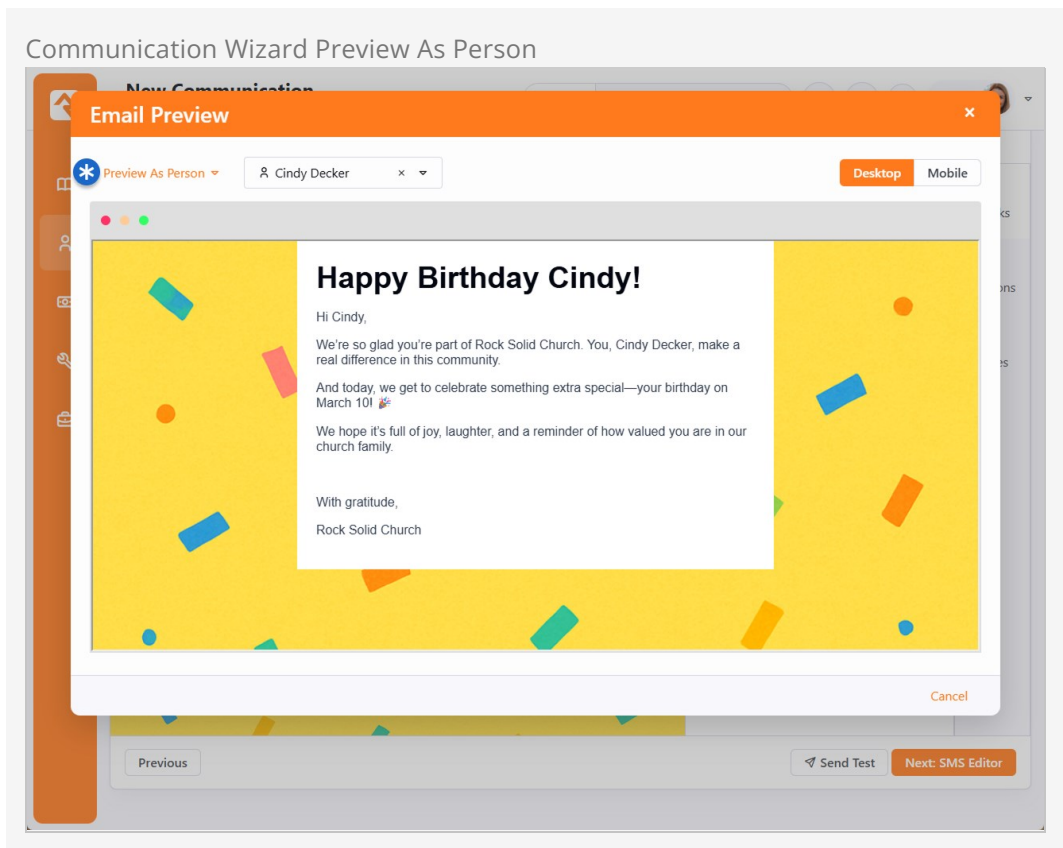 Communication Wizard Preview As Person
New Communication
Email Preview
Preview As Person
Cindy Decker
Desktop Mobile
Happy Birthday Cindy!
Hi Cindy,
We're so glad you're part of Rock Solid Church. You, Cindy Decker, make a
real difference in this community.
And today, we get to celebrate something extra special—your birthday on
March 10! 🎉
We hope it's full of joy, laughter, and a reminder of how valued you are in our
church family.
With gratitude,
Rock Solid Church
Cancel
Previous
Send Test
Next: SMS Editor